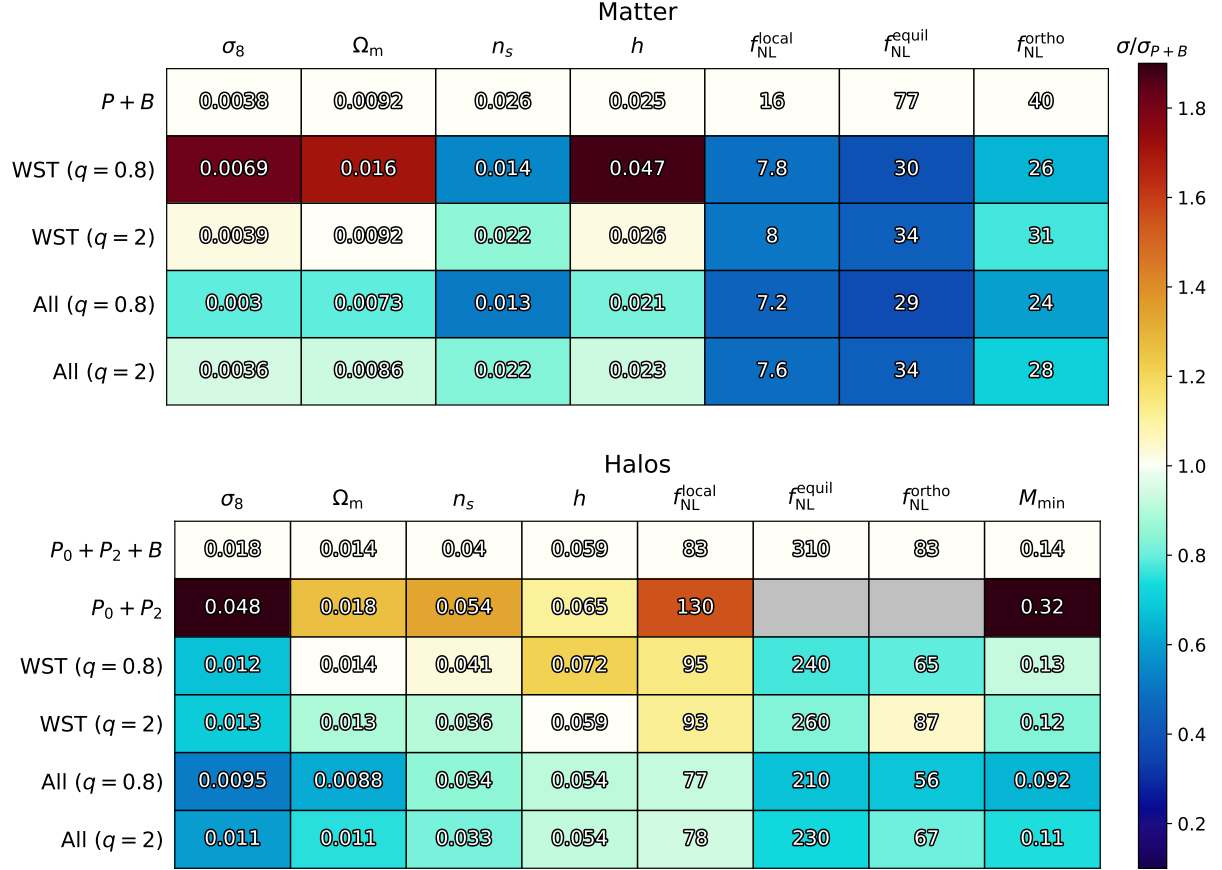 Matter
σ₈ Ωₘ nₛ h f_NL^local f_NL^equil f_NL^ortho σ/σ_P+B
P + B 0.0038 0.0092 0.026 0.025 16 77 40
WST (q = 0.8) 0.0069 0.016 0.014 0.047 7.8 30 26
WST (q = 2) 0.0039 0.0092 0.022 0.026 8 34 31
All (q = 0.8) 0.003 0.0073 0.013 0.021 7.2 29 24
All (q = 2) 0.0036 0.0086 0.022 0.023 7.6 34 28
Halos
σ₈ Ωₘ nₛ h f_NL^local f_NL^equil f_NL^ortho M_min
P₀ + P₂ + B 0.018 0.014 0.04 0.059 83 310 83 0.14
P₀ + P₂ 0.048 0.018 0.054 0.065 130 0.32
WST (q = 0.8) 0.012 0.014 0.041 0.072 95 240 65 0.13
WST (q = 2) 0.013 0.013 0.036 0.059 93 260 87 0.12
All (q = 0.8) 0.0095 0.0088 0.034 0.054 77 210 56 0.092
All (q = 2) 0.011 0.011 0.033 0.054 78 230 67 0.11
1.8
1.6
1.4
1.2
1.0
0.8
0.6
0.4
0.2